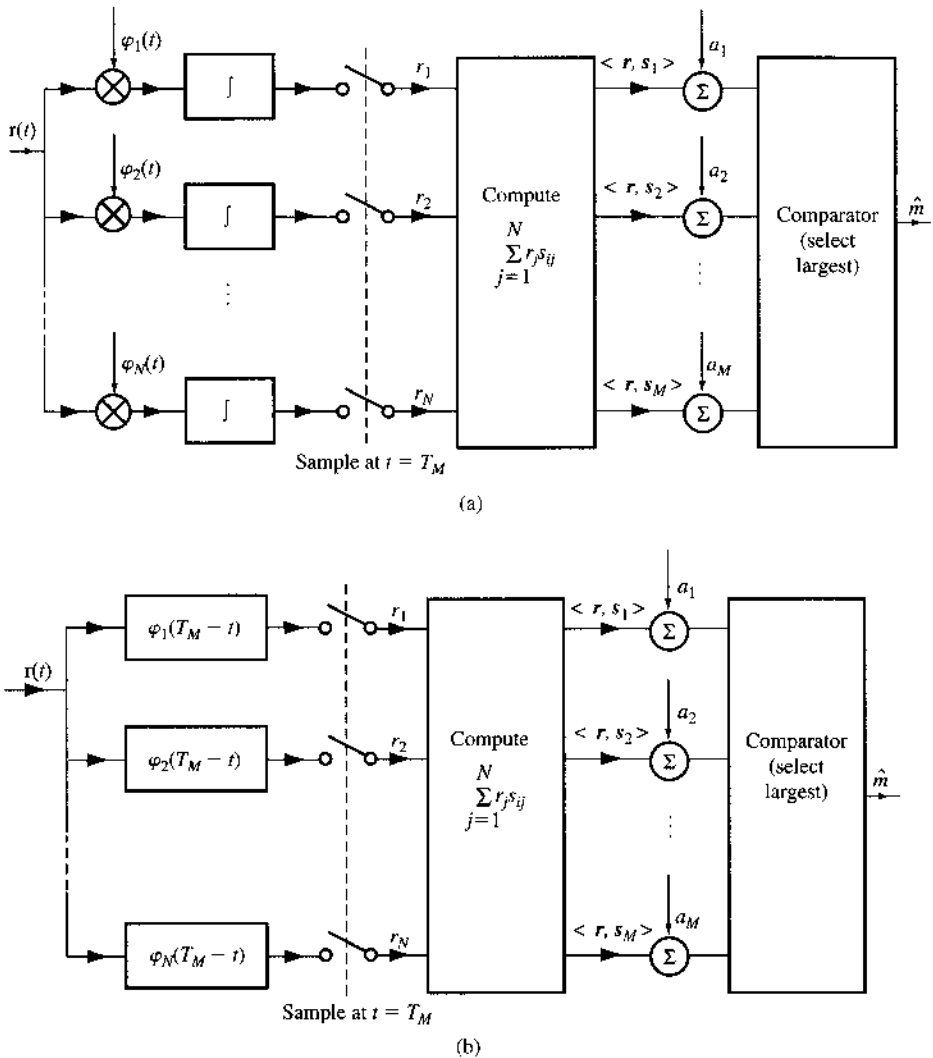 φ₁(t)
∫
r₁
< r, s₁ >
a₁
Σ
r(t)
φ₂(t)
∫
r₂
< r, s₂ >
a₂
Σ
Compute
N
Σ rⱼsᵢⱼ
j=1
Comparator
(select
largest)
m̂
φN(t)
∫
rN
< r, sM >
aM
Σ
Sample at t = TM
(a)
φ₁(TM − t)
r₁
< r, s₁ >
a₁
Σ
r(t)
φ₂(TM − t)
r₂
< r, s₂ >
a₂
Σ
Compute
N
Σ rⱼsᵢⱼ
j=1
Comparator
(select
largest)
m̂
φN(TM − t)
rN
< r, sM >
aM
Σ
Sample at t = TM
(b)